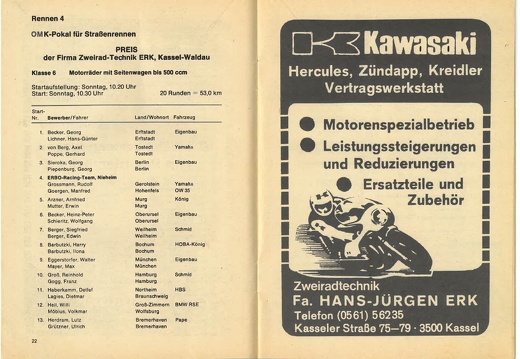 Rennen 4
OMK-Pokal für Straßenrennen
PREIS
der Firma Zweirad-Technik ERK, Kassel-Waldau
Klasse 6 Motorräder mit Seitenwagen bis 500 ccm
Startaufstellung: Sonntag, 10.20 Uhr
Start: Sonntag, 10.30 Uhr 20 Runden = 53,0 km
Start-
Nr. Bewerber/Fahrer Land/Wohnort Fahrzeug
1. Becker, Georg Erftstadt Eigenbau
Lichner, Hans-Günter Erftstadt
2. von Berg, Axel Tostedt Yamaha
Poppe, Gerhard Tostedt
3. Georg Berlin Eigenbau
Piepenburg, Georg Berlin
4. ERBO-Racing-Team, Nieheim
Grossmann, Rudolf Gerolstein Yamaha
Goergen, Manfred Hohenfels OW 35
5. Arnfried Murg König
Mutter, Erwin Murg
6. Becker, Heinz-Peter Oberursel Eigenbau
Wolfgang Oberursel
7. Berger, Siegfried Weilheim Schmid
Berger, Edwin Weilheim
8. Barbutzki, Harry Bochum HOBA-König
Barbutzki, Ilona Bochum
9. Eggerstorfer, Walter München Eigenbau
Mayer, Max München
10. Groß, Reinhold Hamburg Schmid
Gogg, Franz Hamburg
11. Haberkamm, Detlef Northeim HBS
Lagies, Dietmar Braunschweig
12. Heil, Willi Groß-Zimmern BMW RSE
Möbius, Volkmar Wolfsburg
13. Herdram, Lutz Bremerhaven Pape
Grützner, Ulrich Bremerhaven
22
Kawasaki
Hercules, Zündapp, Kreidler
Vertragswerkstatt
● Motorenspezialbetrieb
● Leistungssteigerungen
und Reduzierungen
● Ersatzteile und
Zubehör
Zweiradtechnik
Fa. HANS-JÜRGEN ERK
Telefon (0561) 56235
Kasseler Straße 75–79 · 3500 Kassel